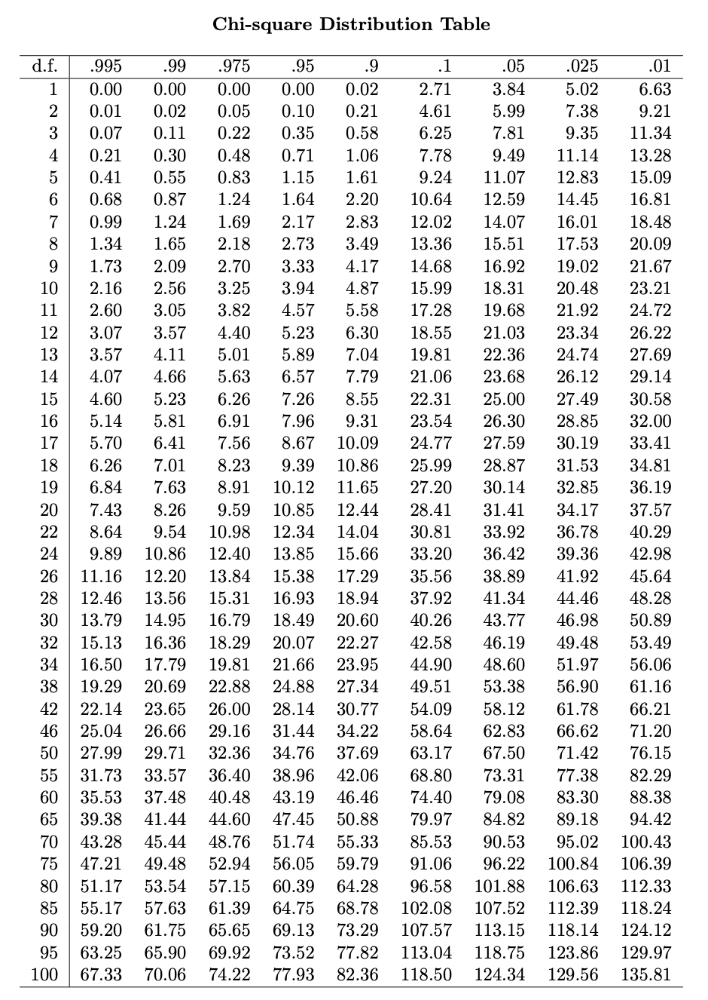 Chi-square Distribution Table
d.f. .995 .99 .975 .95 .9 .1 .05 .025 .01
1 0.00 0.00 0.00 0.00 0.02 2.71 3.84 5.02 6.63
2 0.01 0.02 0.05 0.10 0.21 4.61 5.99 7.38 9.21
3 0.07 0.11 0.22 0.35 0.58 6.25 7.81 9.35 11.34
4 0.21 0.30 0.48 0.71 1.06 7.78 9.49 11.14 13.28
5 0.41 0.55 0.83 1.15 1.61 9.24 11.07 12.83 15.09
6 0.68 0.87 1.24 1.64 2.20 10.64 12.59 14.45 16.81
7 0.99 1.24 1.69 2.17 2.83 12.02 14.07 16.01 18.48
8 1.34 1.65 2.18 2.73 3.49 13.36 15.51 17.53 20.09
9 1.73 2.09 2.70 3.33 4.17 14.68 16.92 19.02 21.67
10 2.16 2.56 3.25 3.94 4.87 15.99 18.31 20.48 23.21
11 2.60 3.05 3.82 4.57 5.58 17.28 19.68 21.92 24.72
12 3.07 3.57 4.40 5.23 6.30 18.55 21.03 23.34 26.22
13 3.57 4.11 5.01 5.89 7.04 19.81 22.36 24.74 27.69
14 4.07 4.66 5.63 6.57 7.79 21.06 23.68 26.12 29.14
15 4.60 5.23 6.26 7.26 8.55 22.31 25.00 27.49 30.58
16 5.14 5.81 6.91 7.96 9.31 23.54 26.30 28.85 32.00
17 5.70 6.41 7.56 8.67 10.09 24.77 27.59 30.19 33.41
18 6.26 7.01 8.23 9.39 10.86 25.99 28.87 31.53 34.81
19 6.84 7.63 8.91 10.12 11.65 27.20 30.14 32.85 36.19
20 7.43 8.26 9.59 10.85 12.44 28.41 31.41 34.17 37.57
22 8.64 9.54 10.98 12.34 14.04 30.81 33.92 36.78 40.29
24 9.89 10.86 12.40 13.85 15.66 33.20 36.42 39.36 42.98
26 11.16 12.20 13.84 15.38 17.29 35.56 38.89 41.92 45.64
28 12.46 13.56 15.31 16.93 18.94 37.92 41.34 44.46 48.28
30 13.79 14.95 16.79 18.49 20.60 40.26 43.77 46.98 50.89
32 15.13 16.36 18.29 20.07 22.27 42.58 46.19 49.48 53.49
34 16.50 17.79 19.81 21.66 23.95 44.90 48.60 51.97 56.06
38 19.29 20.69 22.88 24.88 27.34 49.51 53.38 56.90 61.16
42 22.14 23.65 26.00 28.14 30.77 54.09 58.12 61.78 66.21
46 25.04 26.66 29.16 31.44 34.22 58.64 62.83 66.62 71.20
50 27.99 29.71 32.36 34.76 37.69 63.17 67.50 71.42 76.15
55 31.73 33.57 36.40 38.96 42.06 68.80 73.31 77.38 82.29
60 35.53 37.48 40.48 43.19 46.46 74.40 79.08 83.30 88.38
65 39.38 41.44 44.60 47.45 50.88 79.97 84.82 89.18 94.42
70 43.28 45.44 48.76 51.74 55.33 85.53 90.53 95.02 100.43
75 47.21 49.48 52.94 56.05 59.79 91.06 96.22 100.84 106.39
80 51.17 53.54 57.15 60.39 64.28 96.58 101.88 106.63 112.33
85 55.17 57.63 61.39 64.75 68.78 102.08 107.52 112.39 118.24
90 59.20 61.75 65.65 69.13 73.29 107.57 113.15 118.14 124.12
95 63.25 65.90 69.92 73.52 77.82 113.04 118.75 123.86 129.97
100 67.33 70.06 74.22 77.93 82.36 118.50 124.34 129.56 135.81